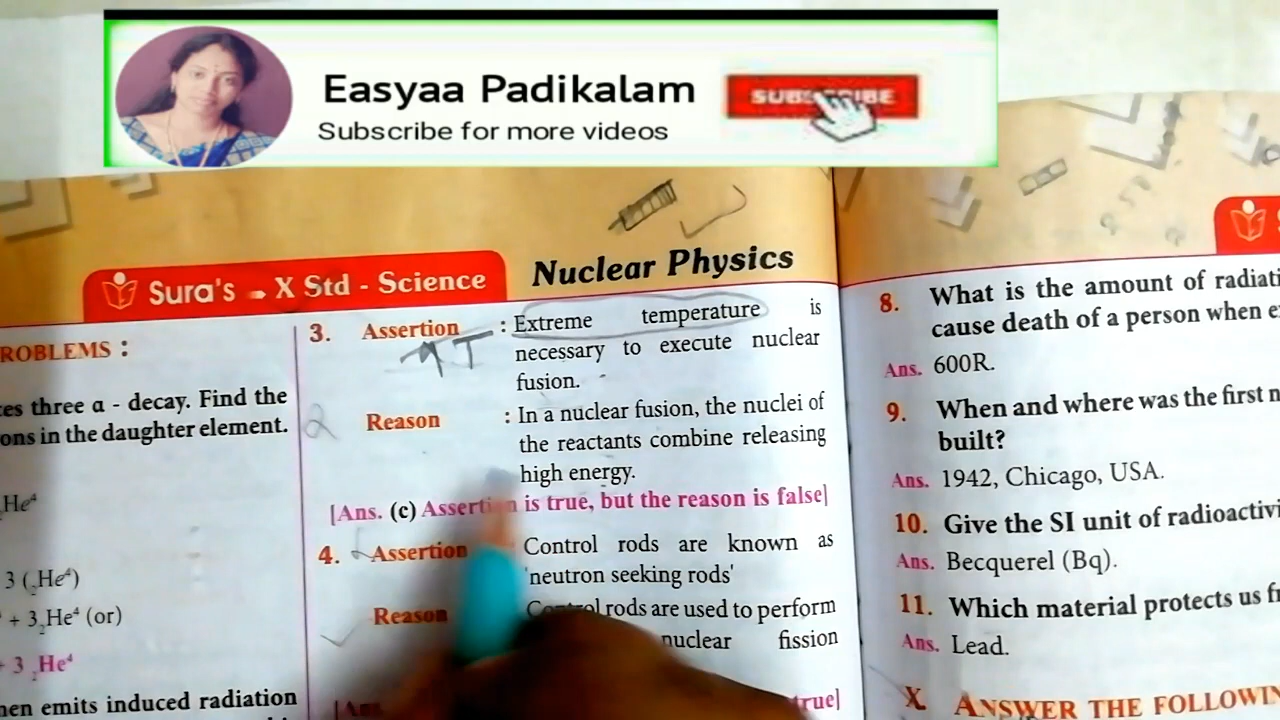 Easyaa Padikalam
Subscribe for more videos
SUBSCRIBE
Sura's X Std - Science
Nuclear Physics
ROBLEMS :
three α - decay. Find the
ons in the daughter element.
He⁴
3 (₂He⁴)
+ 3₂He⁴ (or)
+ 3 ₂He⁴
emits induced radiation
3. Assertion : Extreme temperature is
necessary to execute nuclear
fusion.
Reason : In a nuclear fusion, the nuclei of
the reactants combine releasing
high energy.
[Ans. (c) Assertion is true, but the reason is false]
4. Assertion Control rods are known as
'neutron seeking rods'
Reason Control rods are used to perform
nuclear fission
[Ans. true]
8. What is the amount of radiati
cause death of a person when e
Ans. 600R.
9. When and where was the first n
built?
Ans. 1942, Chicago, USA.
10. Give the SI unit of radioactivi
Ans. Becquerel (Bq).
11. Which material protects us fr
Ans. Lead.
X. ANSWER THE FOLLOWIN